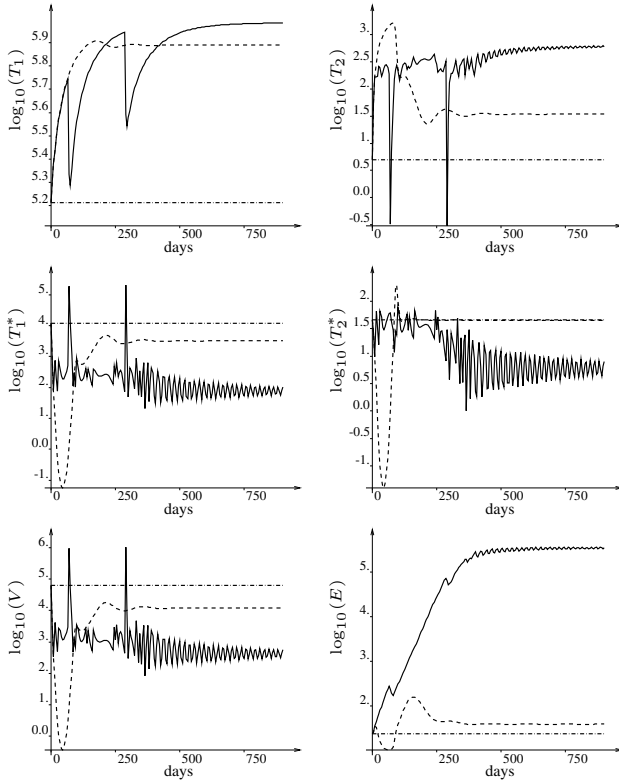 log₁₀(T₁)
5.9
5.8
5.7
5.6
5.5
5.4
5.3
5.2
0 250 500 750
days
log₁₀(T₂)
3.
2.5
2.
1.5
1.
0.5
0.0
-0.5
0 250 500 750
days
log₁₀(T₁*)
5.
4.
3.
2.
1.
0.0
-1.
0 250 500 750
days
log₁₀(T₂*)
2.
1.5
1.
0.5
0.0
-0.5
-1.
0 250 500 750
days
log₁₀(V)
6.
5.
4.
3.
2.
1.
0.0
0 250 500 750
days
log₁₀(E)
5.
4.
3.
2.
0 250 500 750
days